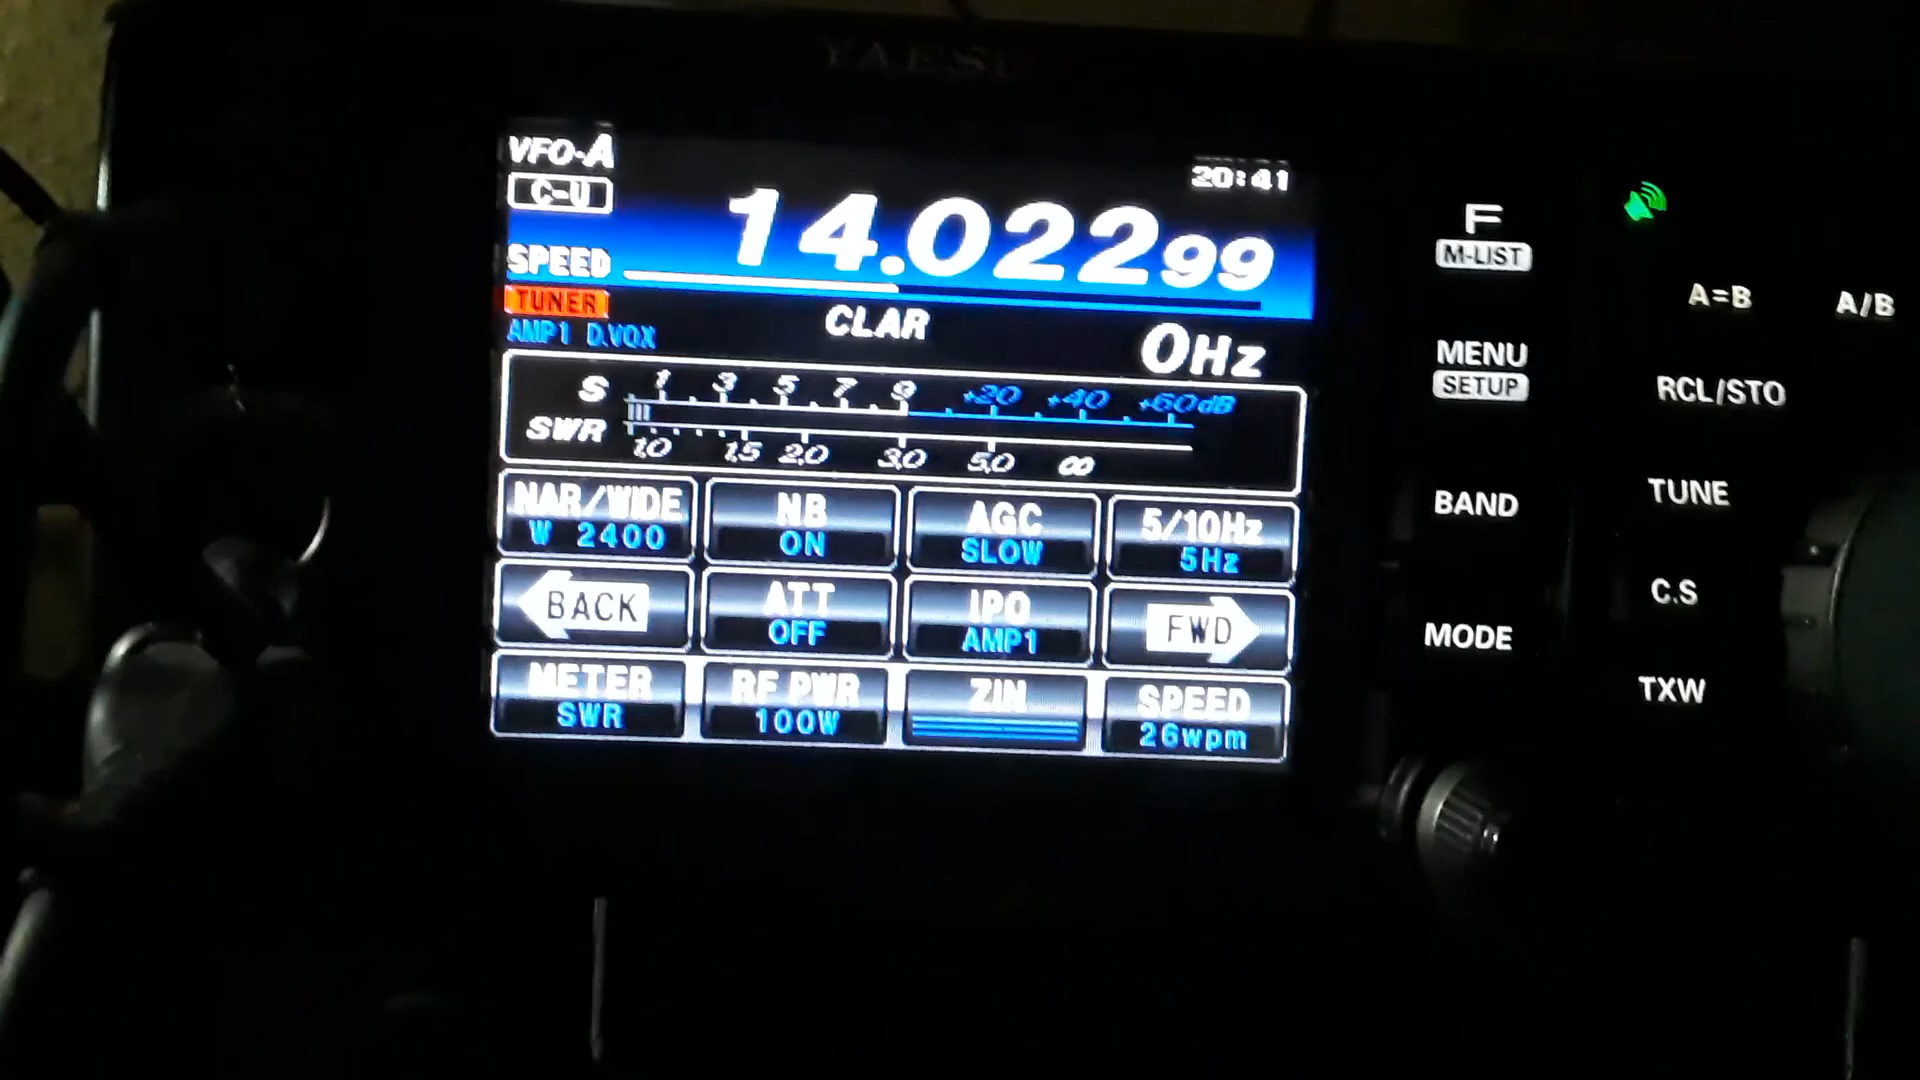 YAESU
VFO-A
20:41
C-U
14.02299
SPEED
TUNER
CLAR
0Hz
AMP1 D.VOX
S 1 3 5 7 9 +20 +40 +60dB
SWR 1.0 1.5 2.0 3.0 5.0 ∞
NAR/WIDE NB AGC 5/10Hz
W 2400 ON SLOW 5Hz
BACK ATT IPO FWD
OFF AMP1
METER RF PWR ZIN SPEED
SWR 100W 26wpm
F
M-LIST
A=B A/B
MENU
SETUP
RCL/STO
BAND
TUNE
C.S
MODE
TXW